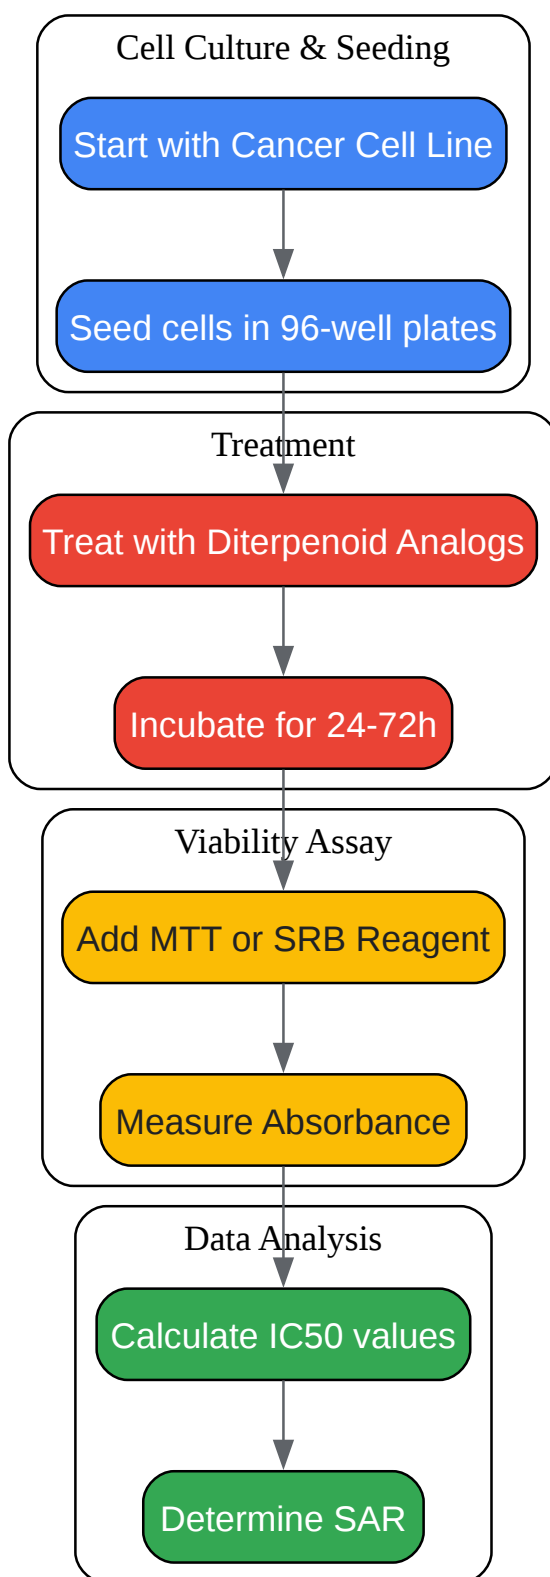 Cell Culture & Seeding
Start with Cancer Cell Line
Seed cells in 96-well plates
Treatment
Treat with Diterpenoid Analogs
Incubate for 24-72h
Viability Assay
Add MTT or SRB Reagent
Measure Absorbance
Data Analysis
Calculate IC50 values
Determine SAR